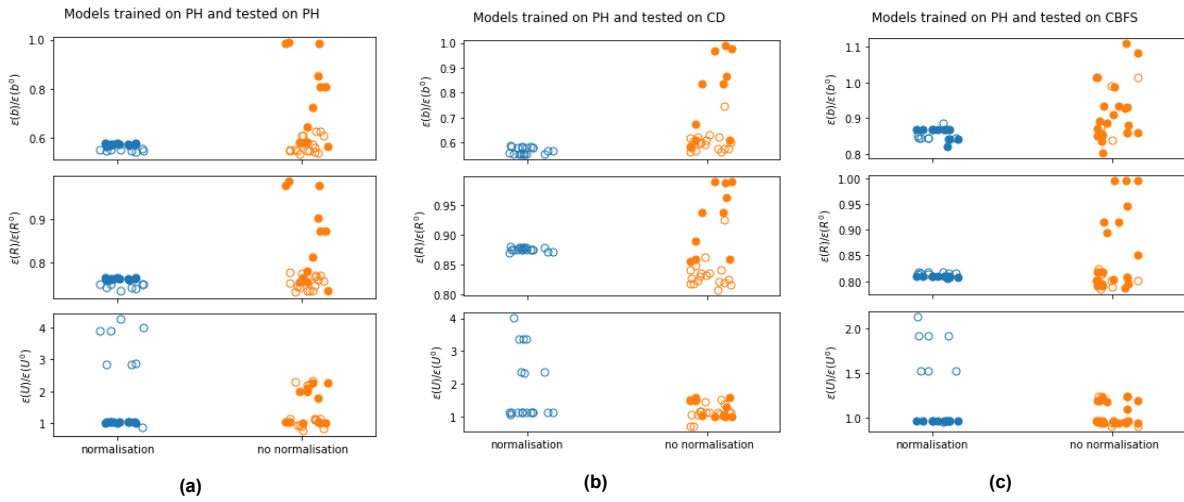 Models trained on PH and tested on PH
ε(b)/ε(b⁰)
1.0
0.8
0.6
ε(R)/ε(R⁰)
0.9
0.8
ε(U)/ε(U⁰)
4
3
2
1
normalisation no normalisation
(a)
Models trained on PH and tested on CD
ε(b)/ε(b⁰)
1.0
0.9
0.8
0.7
0.6
ε(R)/ε(R⁰)
0.95
0.90
0.85
0.80
ε(U)/ε(U⁰)
4
3
2
1
normalisation no normalisation
(b)
Models trained on PH and tested on CBFS
ε(b)/ε(b⁰)
1.1
1.0
0.9
0.8
ε(R)/ε(R⁰)
1.00
0.95
0.90
0.85
0.80
ε(U)/ε(U⁰)
2.0
1.5
1.0
normalisation no normalisation
(c)